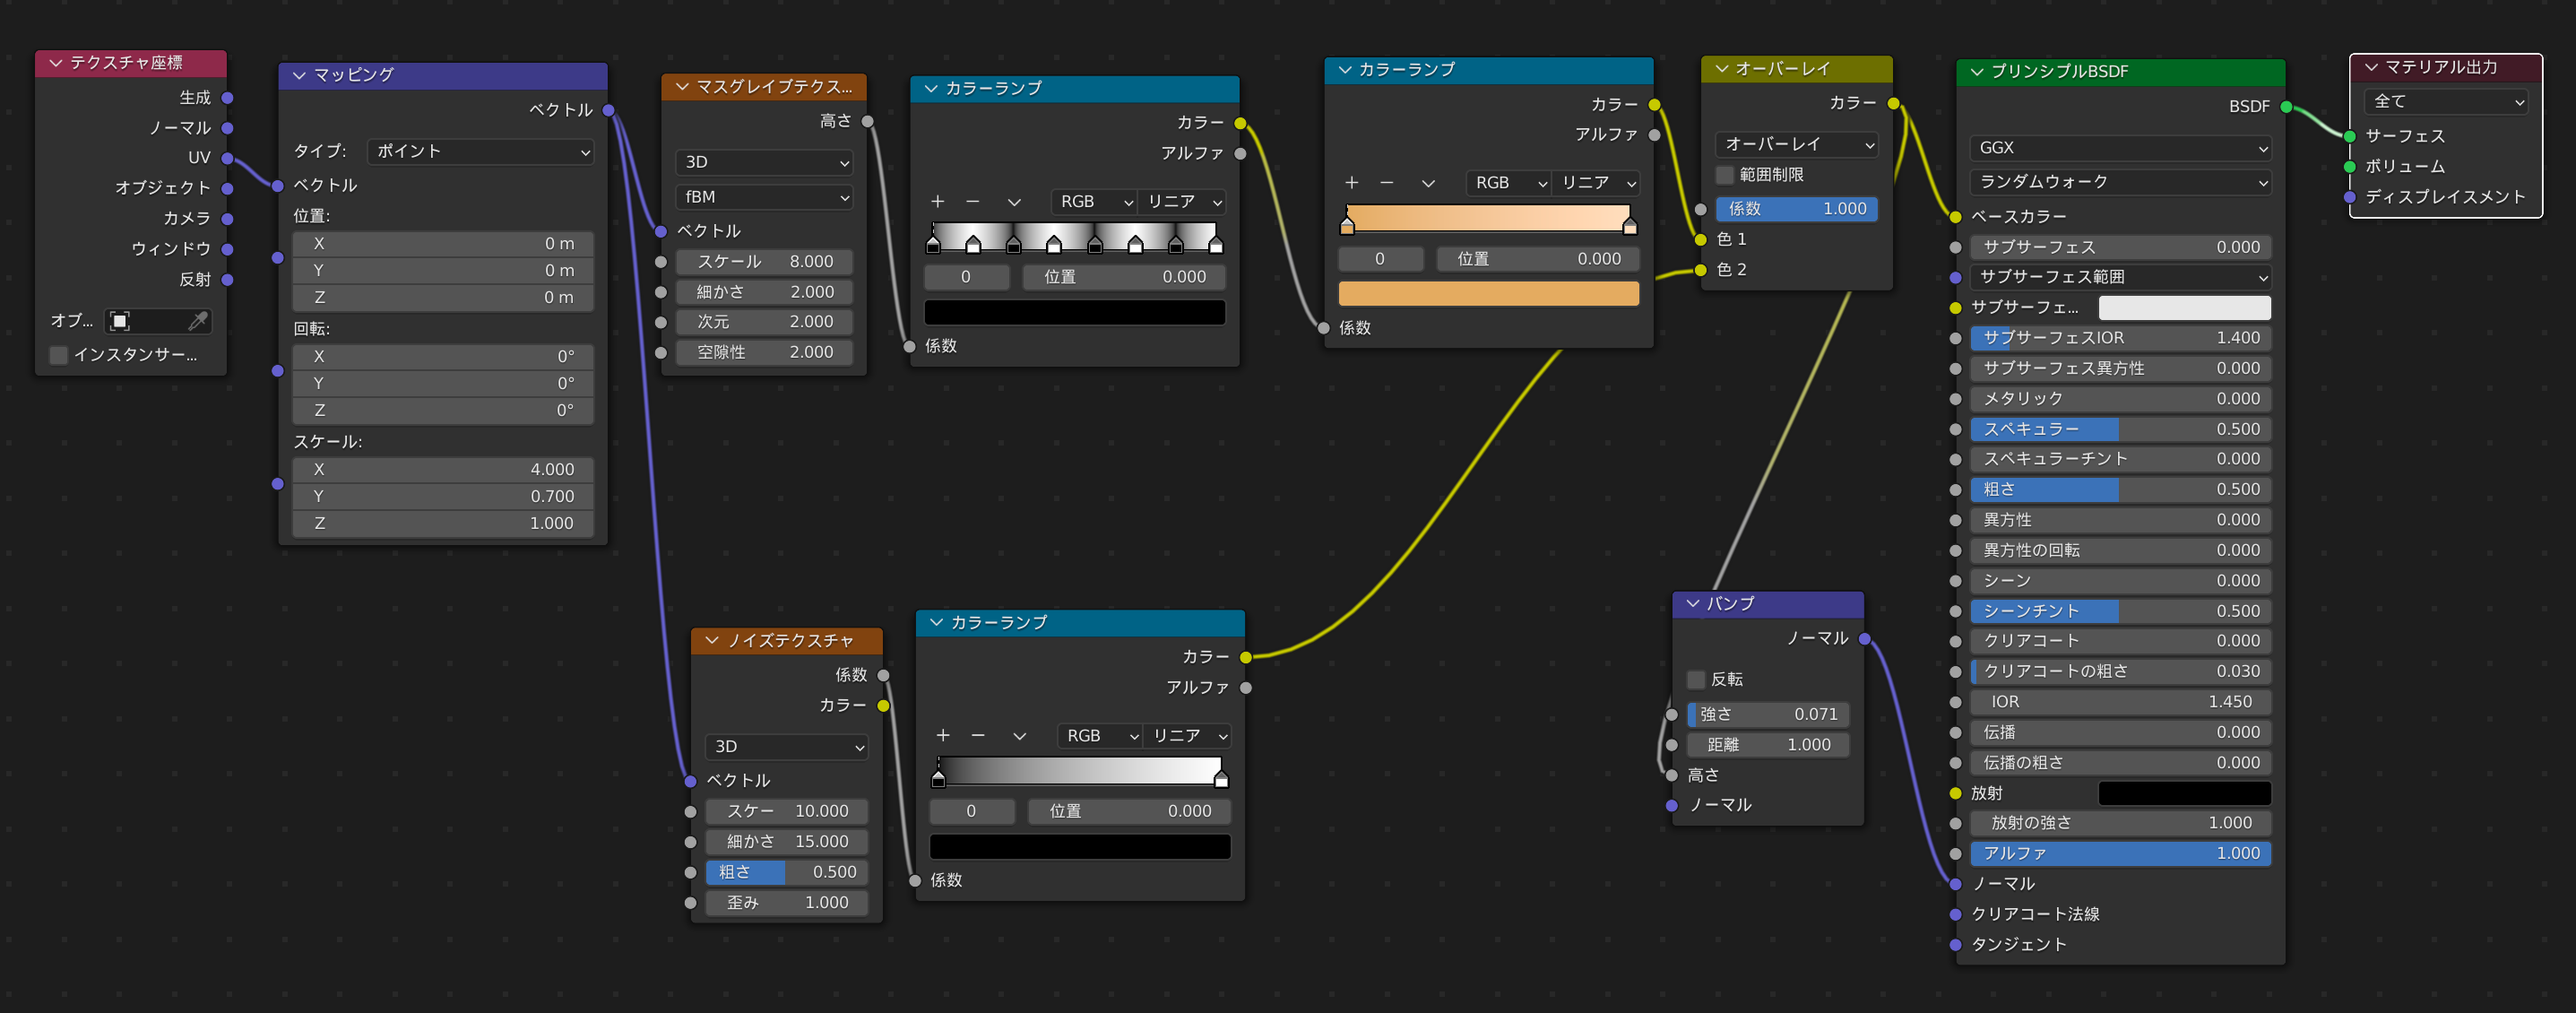 テクスチャ座標
生成
ノーマル
UV
オブジェクト
カメラ
ウィンドウ
反射
オブ...
インスタンサー...
マッピング
ベクトル
タイプ: ポイント
ベクトル
位置:
X 0 m
Y 0 m
Z 0 m
回転:
X 0°
Y 0°
Z 0°
スケール:
X 4.000
Y 0.700
Z 1.000
マスグレイブテクス...
高さ
3D
fBM
ベクトル
スケール 8.000
細かさ 2.000
次元 2.000
空隙性 2.000
カラーランプ
カラー
アルファ
RGB リニア
0 位置 0.000
係数
カラーランプ
カラー
アルファ
RGB リニア
0 位置 0.000
係数
オーバーレイ
カラー
オーバーレイ
範囲制限
係数 1.000
色 1
色 2
プリンシプルBSDF
BSDF
GGX
ランダムウォーク
ベースカラー
サブサーフェス 0.000
サブサーフェス範囲
サブサーフェ...
サブサーフェスIOR 1.400
サブサーフェス異方性 0.000
メタリック 0.000
スペキュラー 0.500
スペキュラーチント 0.000
粗さ 0.500
異方性 0.000
異方性の回転 0.000
シーン 0.000
シーンチント 0.500
クリアコート 0.000
クリアコートの粗さ 0.030
IOR 1.450
伝播 0.000
伝播の粗さ 0.000
放射
放射の強さ 1.000
アルファ 1.000
ノーマル
クリアコート法線
タンジェント
マテリアル出力
全て
サーフェス
ボリューム
ディスプレイスメント
ノイズテクスチャ
係数
カラー
3D
ベクトル
スケー 10.000
細かさ 15.000
粗さ 0.500
歪み 1.000
カラーランプ
カラー
アルファ
RGB リニア
0 位置 0.000
係数
バンプ
ノーマル
反転
強さ 0.071
距離 1.000
高さ
ノーマル